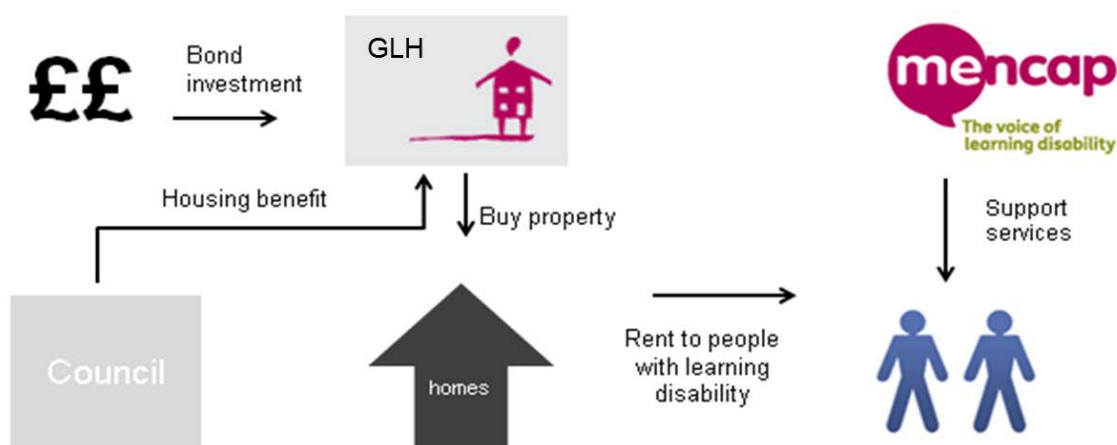 ££
Bond
investment
GLH
mencap
The voice of
learning disability
Housing benefit
Buy property
Support
services
Council
homes
Rent to people
with learning
disability